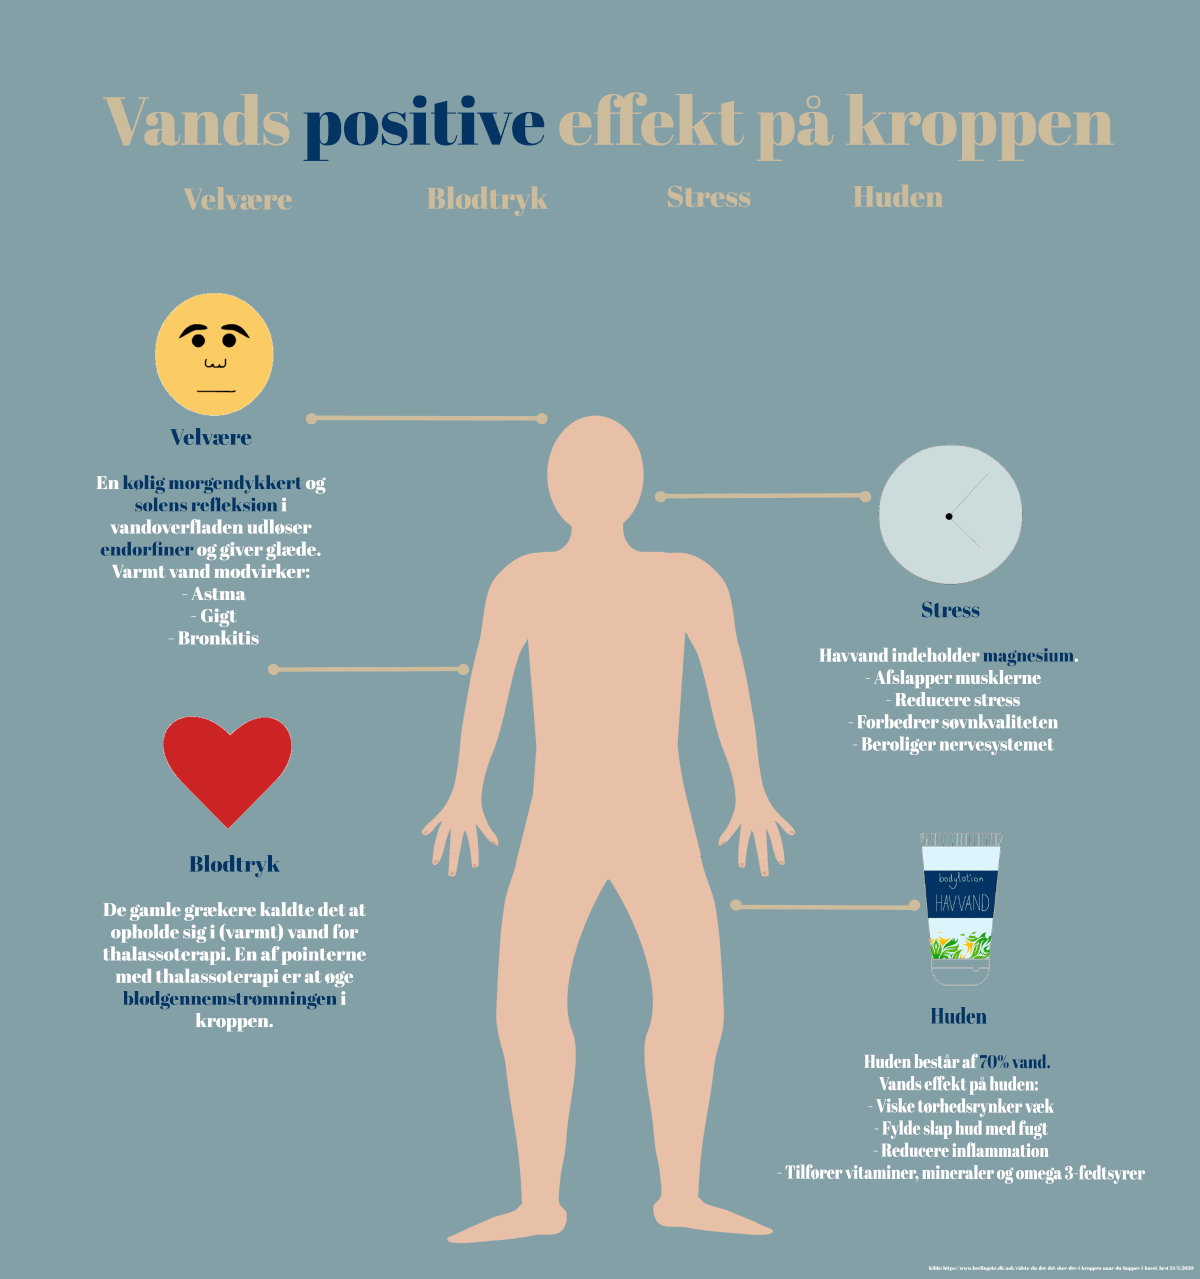 Vands positive effekt på kroppen
Velvære Blodtryk Stress Huden
Velvære
En kølig morgendykkert og
solens refleksion i
vandoverfladen udløser
endorfiner og giver glæde.
Varmt vand modvirker:
- Astma
- Gigt
- Bronkitis
Blodtryk
De gamle grækere kaldte det at
opholde sig i (varmt) vand for
thalassoterapi. En af pointerne
med thalassoterapi er at øge
blodgennemstrømningen i
kroppen.
Stress
Havvand indeholder magnesium.
- Afslapper musklerne
- Reducere stress
- Forbedrer søvnkvaliteten
- Beroliger nervesystemet
bodylotion
HAVVAND
Huden
Huden består af 70% vand.
Vands effekt på huden:
- Viske tørhedsrynker væk
- Fylde slap hud med fugt
- Reducere inflammation
- Tilfører vitaminer, mineraler og omega 3-fedtsyrer